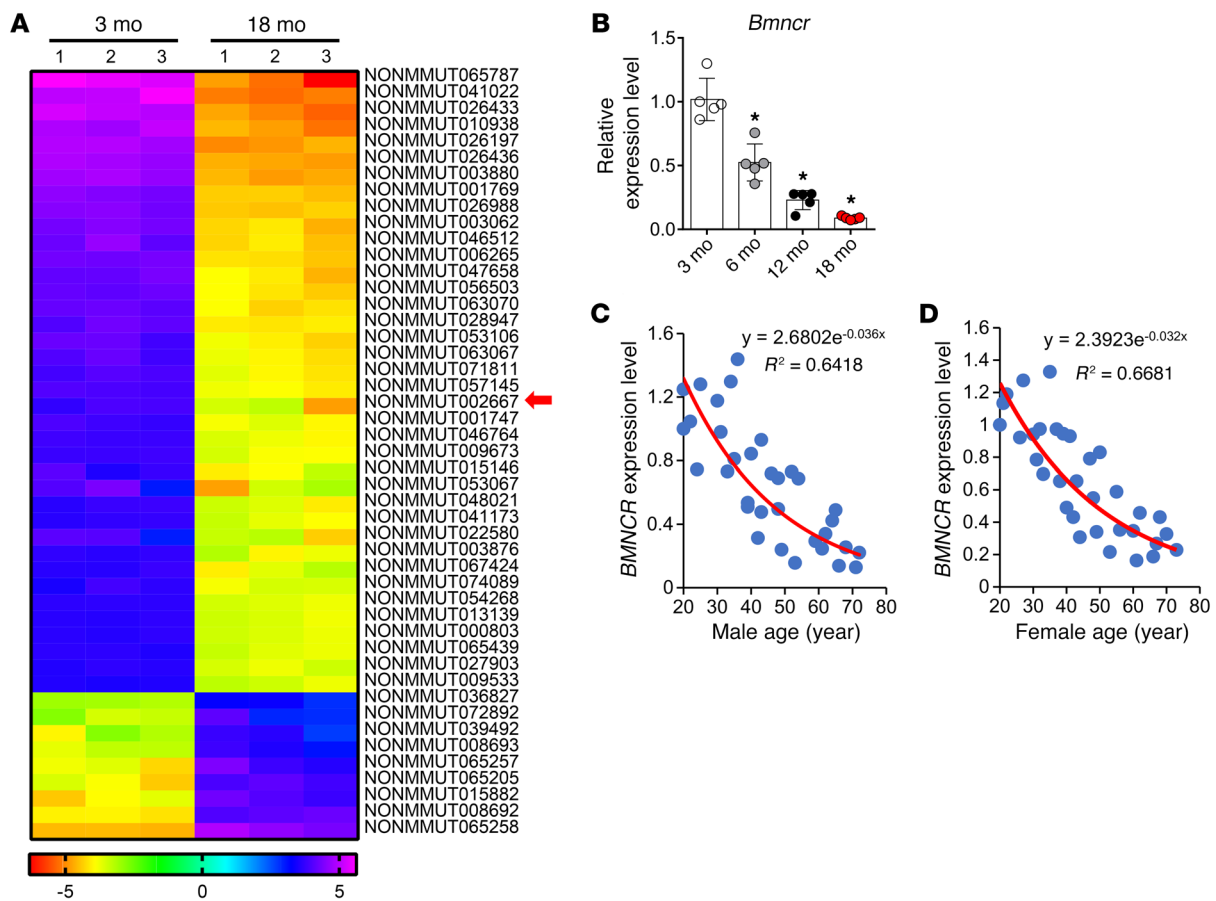 A
3 mo 18 mo
1 2 3 1 2 3
NONMMUT065787
NONMMUT041022
NONMMUT026433
NONMMUT010938
NONMMUT026197
NONMMUT026436
NONMMUT003880
NONMMUT001769
NONMMUT026988
NONMMUT003062
NONMMUT046512
NONMMUT006265
NONMMUT047658
NONMMUT056503
NONMMUT063070
NONMMUT028947
NONMMUT053106
NONMMUT063067
NONMMUT071811
NONMMUT057145
NONMMUT002667
NONMMUT001747
NONMMUT046764
NONMMUT009673
NONMMUT015146
NONMMUT053067
NONMMUT048021
NONMMUT041173
NONMMUT022580
NONMMUT003876
NONMMUT067424
NONMMUT074089
NONMMUT054268
NONMMUT013139
NONMMUT000803
NONMMUT065439
NONMMUT027903
NONMMUT009533
NONMMUT036827
NONMMUT072892
NONMMUT039492
NONMMUT008693
NONMMUT065257
NONMMUT065205
NONMMUT015882
NONMMUT008692
NONMMUT065258
-5 0 5
B
Bmncr
Relative
expression level
1.5
1.0
0.5
0.0
* * *
3 mo 6 mo 12 mo 18 mo
C
y = 2.6802e-0.036x
R2 = 0.6418
BMNCR expression level
1.6
1.2
0.8
0.4
0
20 30 40 50 60 70 80
Male age (year)
D
y = 2.3923e-0.032x
R2 = 0.6681
BMNCR expression level
1.6
1.4
1.2
1
0.8
0.6
0.4
0.2
0
20 30 40 50 60 70 80
Female age (year)